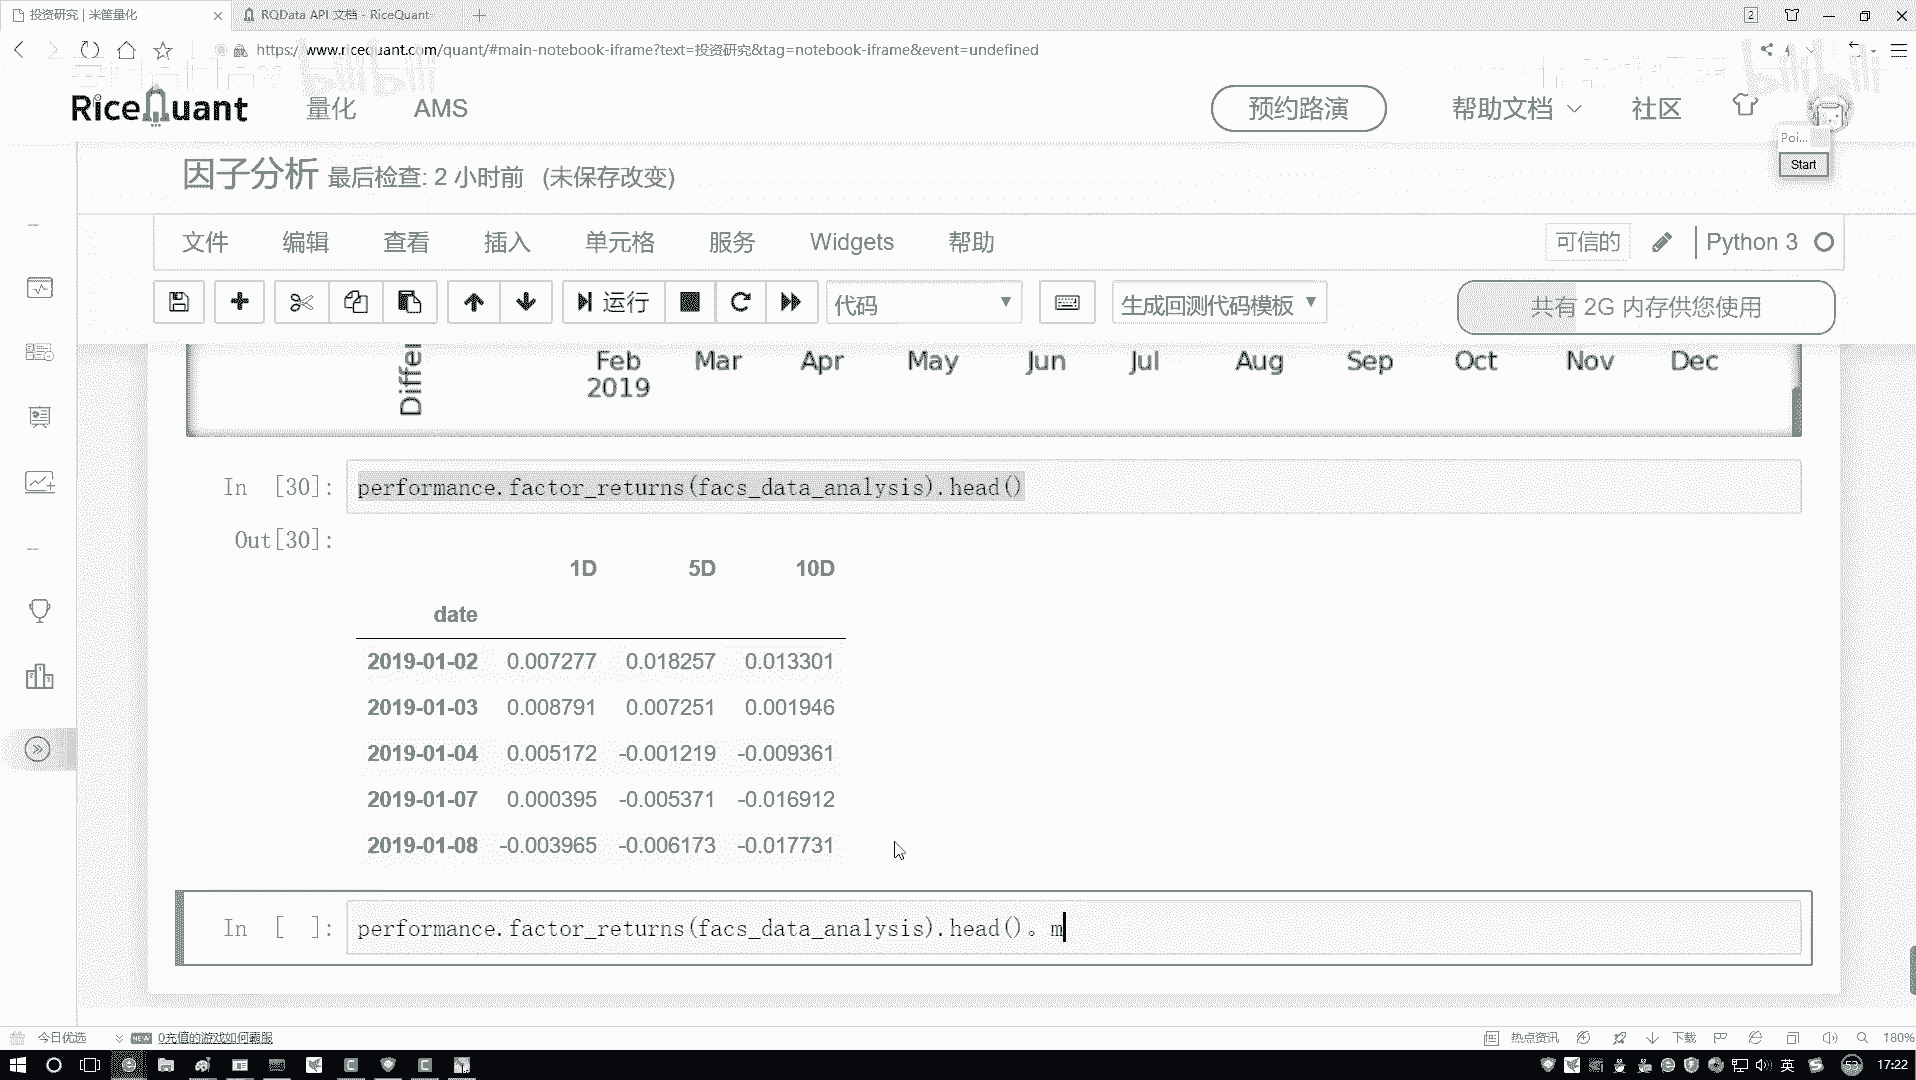 投资研究 | 米筐量化
RQData API 文档 - RiceQuant
2
https://www.ricequant.com/quant/#main-notebook-iframe?text=投资研究&tag=notebook-iframe&event=undefined
bilibili
bilibili
RiceQuant
量化
AMS
预约路演
帮助文档
社区
Poi...
Start
因子分析 最后检查: 2 小时前 (未保存改变)
文件 编辑 查看 插入 单元格 服务 Widgets 帮助
可信的
Python 3
运行
代码
生成回测代码模板
共有 2G 内存供您使用
Differ
Feb Mar Apr May Jun Jul Aug Sep Oct Nov Dec
2019
In [30]: performance.factor_returns(facs_data_analysis).head()
Out[30]:
1D 5D 10D
date
2019-01-02 0.007277 0.018257 0.013301
2019-01-03 0.008791 0.007251 0.001946
2019-01-04 0.005172 -0.001219 -0.009361
2019-01-07 0.000395 -0.005371 -0.016912
2019-01-08 -0.003965 -0.006173 -0.017731
In [ ]: performance.factor_returns(facs_data_analysis).head()。m
今日优选
NEW
0充值的游戏如何霸服
热点资讯
下载
180%
英
53
17:22